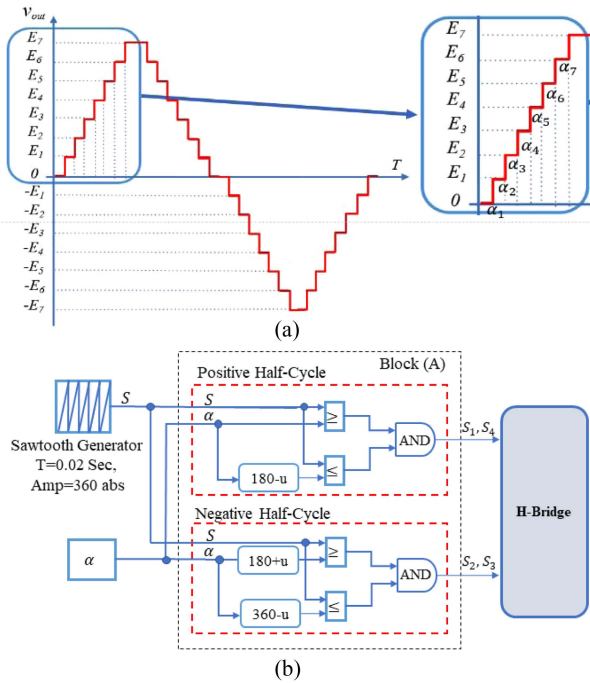 v_out
E7
E6
E5
E4
E3
E2
E1
0
-E1
-E2
-E3
-E4
-E5
-E6
-E7
T
E7
E6
E5
E4
E3
E2
E1
0
α1
α2
α3
α4
α5
α6
α7
(a)
Block (A)
Positive Half-Cycle
S
S
α
≥
AND
S1, S4
180-u
≤
Sawtooth Generator
T=0.02 Sec,
Amp=360 abs
H-Bridge
Negative Half-Cycle
S
α
α
180+u
≥
AND
S2, S3
360-u
≤
(b)